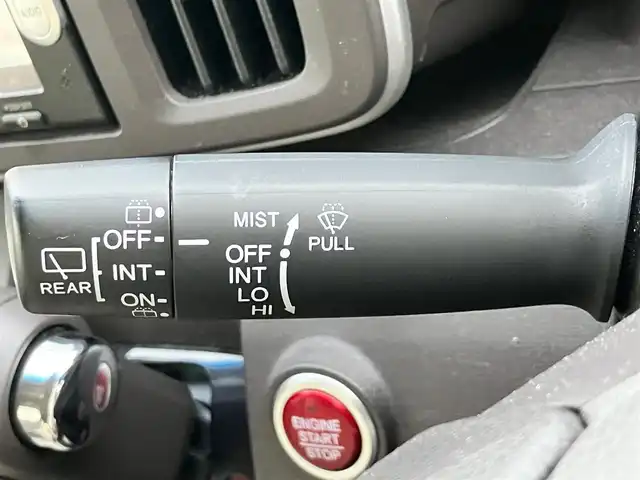 OFF
INT
ON
REAR
MIST
OFF
INT
LO
HI
PULL
ENGINE
START
STOP